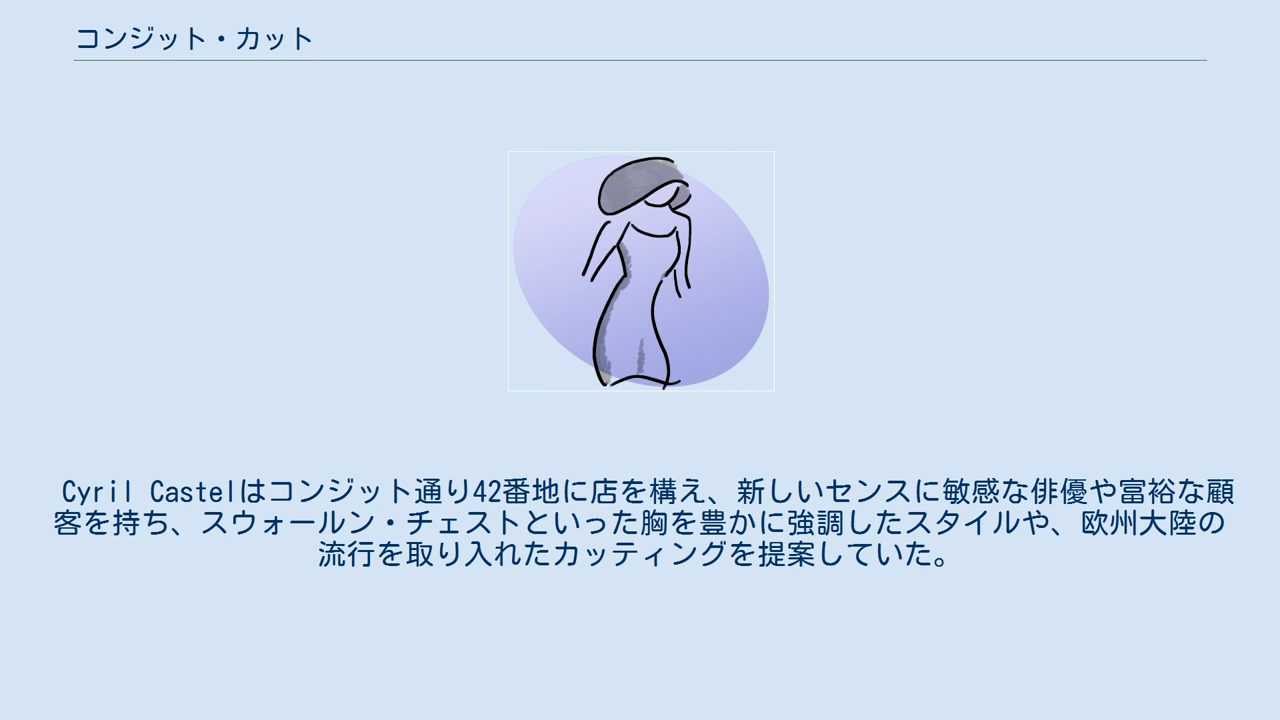 コンジット・カット
Cyril Castelはコンジット通り42番地に店を構え、新しいセンスに敏感な俳優や富裕な顧
客を持ち、スウォールン・チェストといった胸を豊かに強調したスタイルや、欧州大陸の
流行を取り入れたカッティングを提案していた。